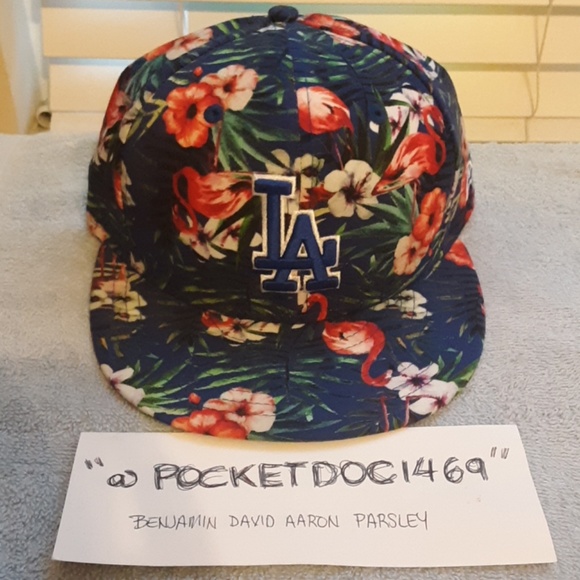 LA
"@ POCKETDOC1469"
BENJAMIN DAVID AARON PARSLEY